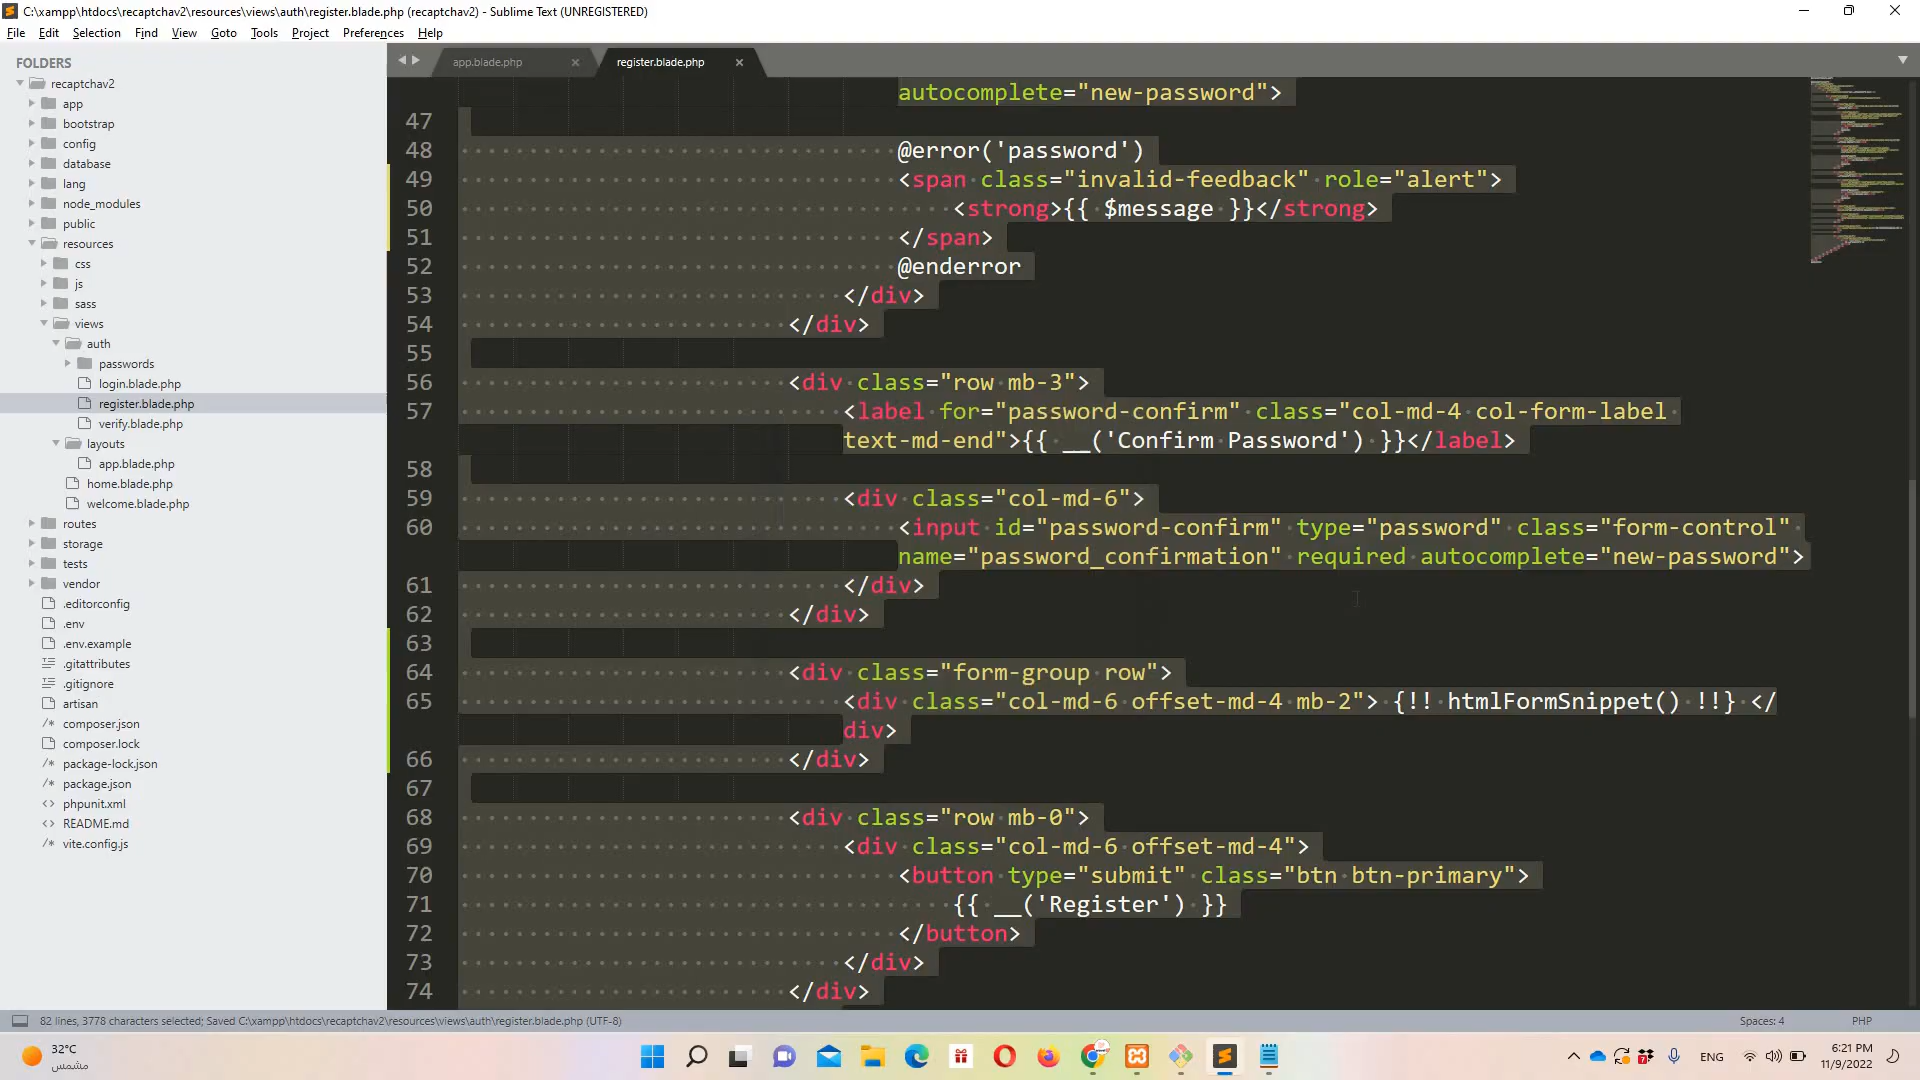 C:\xampp\htdocs\recaptchav2\resources\views\auth\register.blade.php (recaptchav2) - Sublime Text (UNREGISTERED)
File Edit Selection Find View Goto Tools Project Preferences Help
FOLDERS
recaptchav2
app
bootstrap
config
database
lang
node_modules
public
resources
css
js
sass
views
auth
passwords
login.blade.php
register.blade.php
verify.blade.php
layouts
app.blade.php
home.blade.php
welcome.blade.php
routes
storage
tests
vendor
.editorconfig
.env
.env.example
.gitattributes
.gitignore
artisan
composer.json
composer.lock
package-lock.json
package.json
phpunit.xml
README.md
vite.config.js
app.blade.php
register.blade.php
autocomplete="new-password">
47
48 @error('password')
49 <span class="invalid-feedback" role="alert">
50 <strong>{{ $message }}</strong>
51 </span>
52 @enderror
53 </div>
54 </div>
55
56 <div class="row mb-3">
57 <label for="password-confirm" class="col-md-4 col-form-label
text-md-end">{{ __('Confirm Password') }}</label>
58
59 <div class="col-md-6">
60 <input id="password-confirm" type="password" class="form-control"
name="password_confirmation" required autocomplete="new-password">
61 </div>
62 </div>
63
64 <div class="form-group row">
65 <div class="col-md-6 offset-md-4 mb-2"> {!! htmlFormSnippet() !!} </
div>
66 </div>
67
68 <div class="row mb-0">
69 <div class="col-md-6 offset-md-4">
70 <button type="submit" class="btn btn-primary">
71 {{ __('Register') }}
72 </button>
73 </div>
74 </div>
82 lines, 3778 characters selected; Saved C:\xampp\htdocs\recaptchav2\resources\views\auth\register.blade.php (UTF-8)
Spaces: 4
PHP
32°C
مشمس
ENG
6:21 PM
11/9/2022